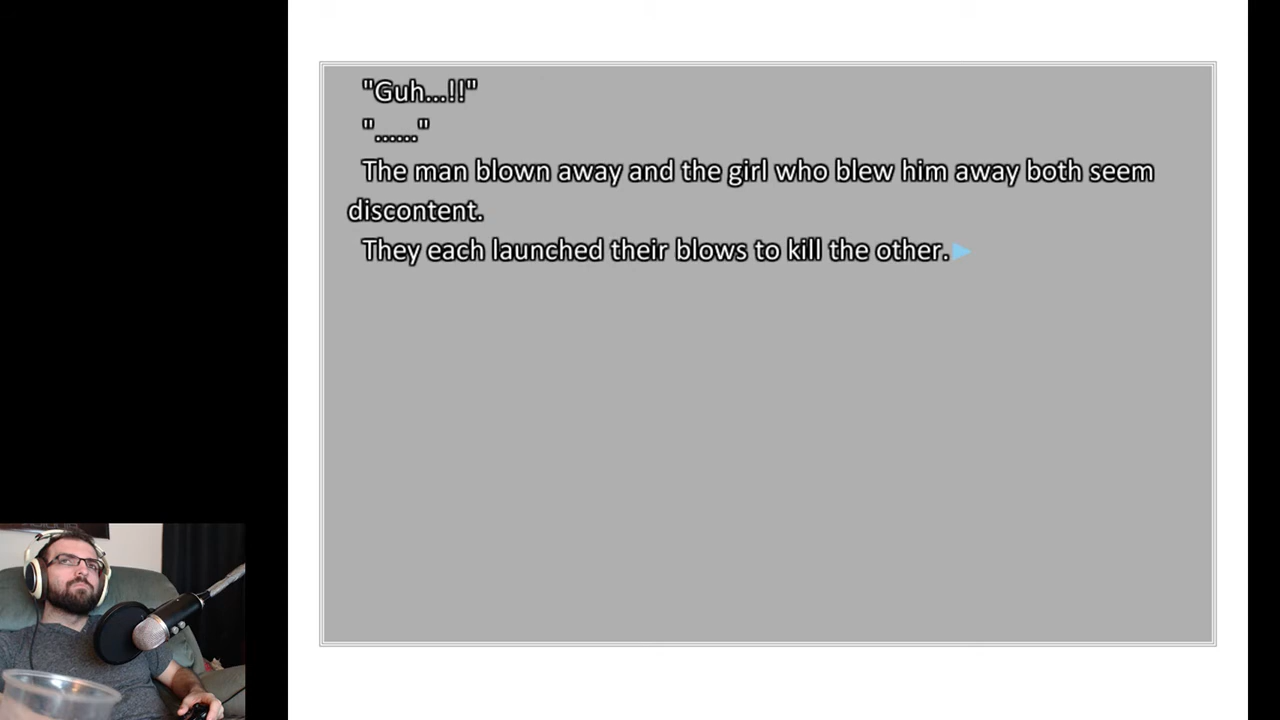 "Guh...!!"
"......"
The man blown away and the girl who blew him away both seem
discontent.
They each launched their blows to kill the other.